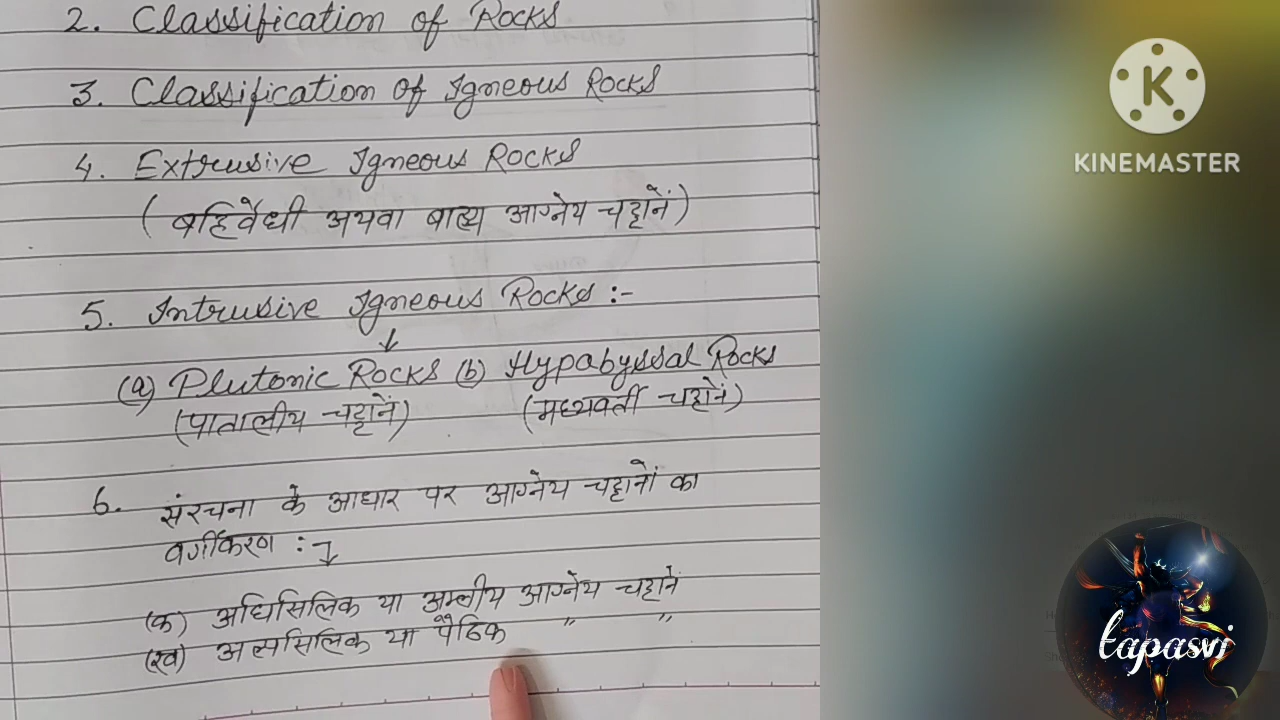 2. Classification of Rocks
3. Classification of Igneous Rocks
4. Extrusive Igneous Rocks
( बहिर्वेधी अथवा बाह्य आग्नेय चट्टानें )
5. Intrusive Igneous Rocks :-
↓
(a) Plutonic Rocks (b) Hypabyssal Rocks
(पातालीय चट्टानें) (मध्यवर्ती चट्टानें)
6. संरचना के आधार पर आग्नेय चट्टानों का
वर्गीकरण :-↓
(क) अधिसिलिक या अम्लीय आग्नेय चट्टानें
(ख) अल्पसिलिक या पैठिक " "
K
KINEMASTER
tapasvi